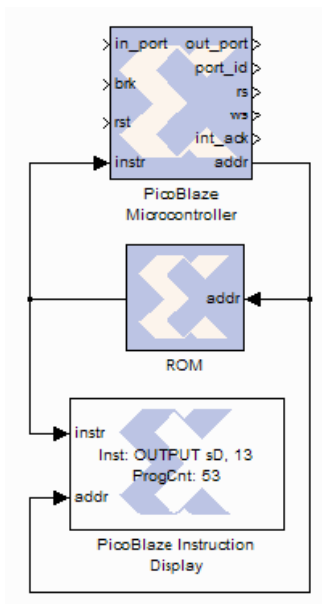 in_port out_port
port_id
brk
rs
ws
rst
int_ack
instr addr
PicoBlaze
Microcontroller
addr
ROM
instr
Inst: OUTPUT sD, 13
ProgCnt: 53
addr
PicoBlaze Instruction
Display